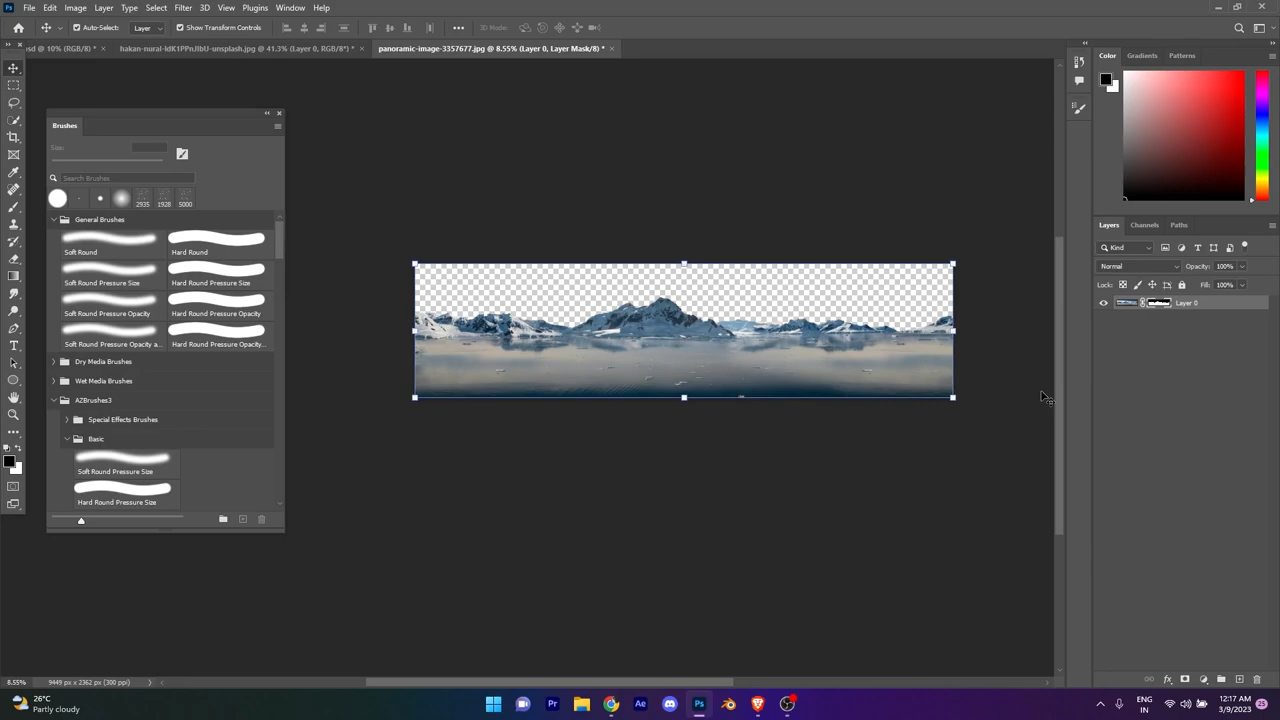 File Edit Image Layer Type Select Filter 3D View Plugins Window Help
Auto-Select: Layer Show Transform Controls 3D Mode:
sd @ 10% (RGB/8) * × hakan-nural-IdK1PPnJIbU-unsplash.jpg @ 41.3% (Layer 0, RGB/8*) * × panoramic-image-3357677.jpg @ 8.55% (Layer 0, Layer Mask/8) * ×
Brushes
Size:
Search Brushes
2935 1928 5000
General Brushes
Soft Round Hard Round
Soft Round Pressure Size Hard Round Pressure Size
Soft Round Pressure Opacity Hard Round Pressure Opacity
Soft Round Pressure Opacity a... Hard Round Pressure Opacity...
Dry Media Brushes
Wet Media Brushes
AZBrushes3
Special Effects Brushes
Basic
Soft Round Pressure Size
Hard Round Pressure Size
Color Gradients Patterns
Layers Channels Paths
Kind
Normal Opacity: 100%
Lock: Fill: 100%
Layer 0
8.55% 9449 px x 2362 px (300 ppi)
26°C
Partly cloudy
ENG
IN
12:17 AM
3/9/2023